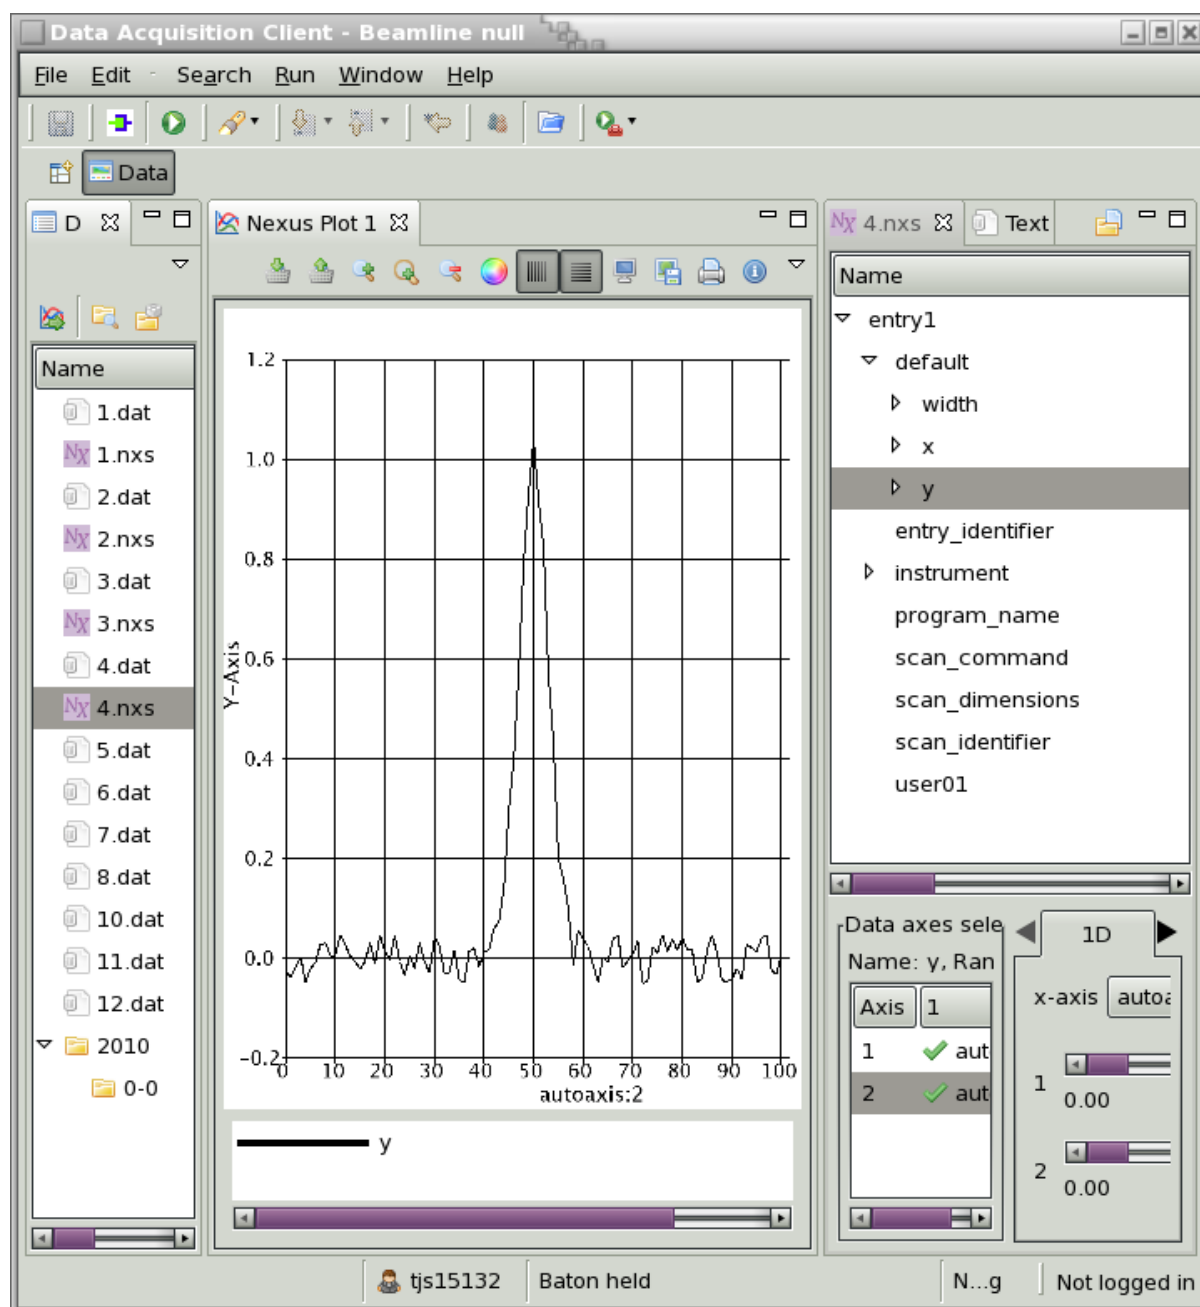 Data Acquisition Client - Beamline null
File Edit Search Run Window Help
Data
D
Name
1.dat
NX 1.nxs
2.dat
NX 2.nxs
3.dat
NX 3.nxs
4.dat
NX 4.nxs
5.dat
6.dat
7.dat
8.dat
10.dat
11.dat
12.dat
2010
0-0
Nexus Plot 1
1.2
1.0
0.8
0.6
0.4
0.2
0.0
-0.2
Y-Axis
0 10 20 30 40 50 60 70 80 90 100
autoaxis:2
y
NX 4.nxs Text
Name
entry1
default
width
x
y
entry_identifier
instrument
program_name
scan_command
scan_dimensions
scan_identifier
user01
Data axes sele
Name: y, Ran
Axis 1
1 aut
2 aut
1D
x-axis autoa
1
0.00
2
0.00
tjs15132 Baton held N...g Not logged in